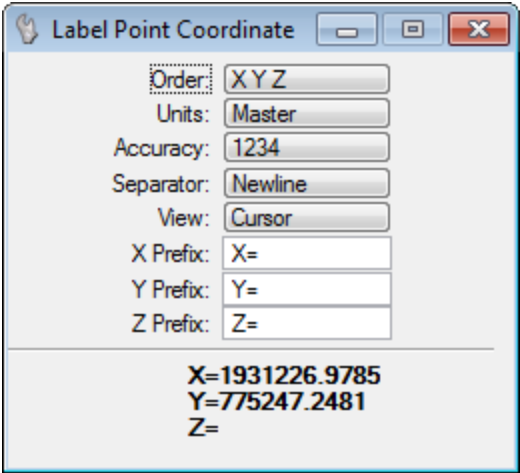 Label Point Coordinate
Order: X Y Z
Units: Master
Accuracy: 1234
Separator: Newline
View: Cursor
X Prefix: X=
Y Prefix: Y=
Z Prefix: Z=
X=1931226.9785
Y=775247.2481
Z=